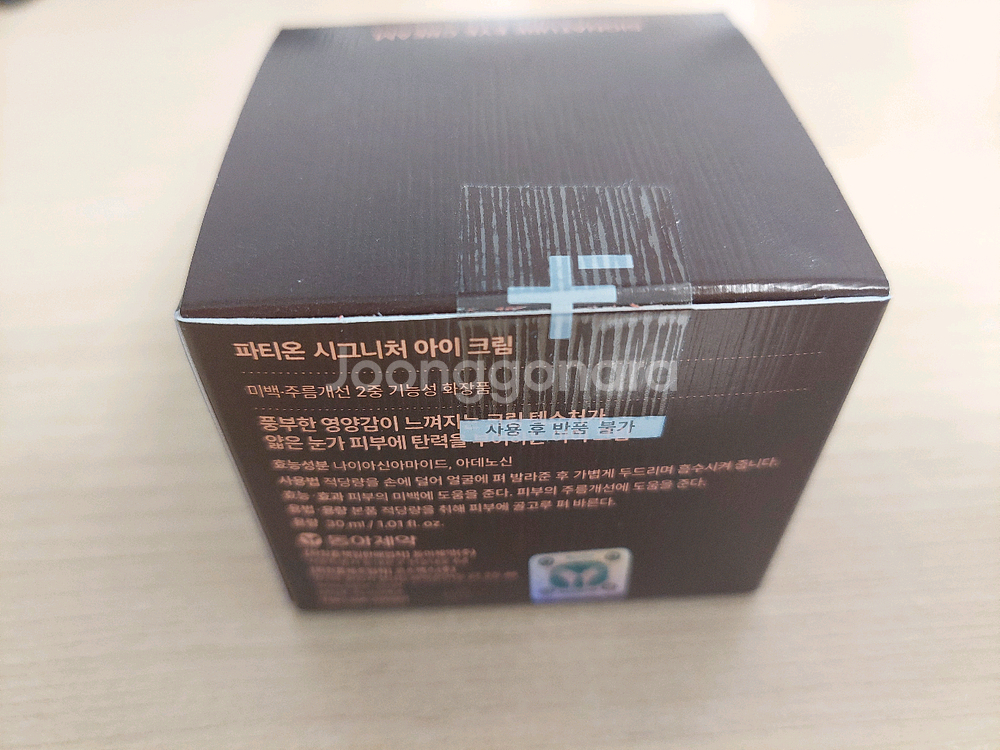 SIGNATURE EYE CREAM
파티온 시그니처 아이 크림
Joonggonara
미백·주름개선 2중 기능성 화장품
풍부한 영양감이 느껴지는 크림 텍스처가
얇은 눈가 피부에 탄력을
사용 후 반품 불가
효능성분 나이아신아마이드, 아데노신
사용법 적당량을 손에 덜어 얼굴에 펴 발라준 후 가볍게 두드리며 흡수시켜 줍니다.
효능·효과 피부의 미백에 도움을 준다. 피부의 주름개선에 도움을 준다.
용법·용량 본품 적당량을 취해 피부에 골고루 펴 바른다.
용량 30 ml / 1.01 fl. oz.
동아제약